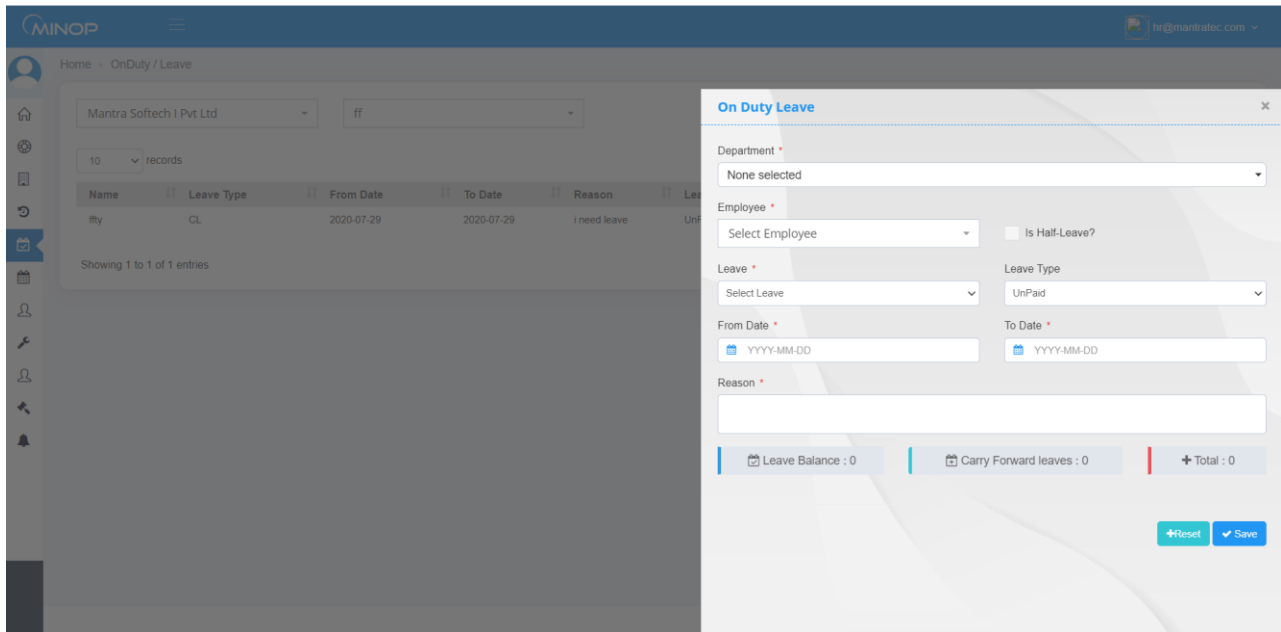 MINOP
hr@mantratec.com
Home - OnDuty / Leave
Mantra Softech I Pvt Ltd
ff
10 records
Name Leave Type From Date To Date Reason
ffty CL 2020-07-29 2020-07-29 i need leave
Showing 1 to 1 of 1 entries
On Duty Leave ×
Department *
None selected
Employee *
Select Employee
Is Half-Leave?
Leave * Leave Type
Select Leave UnPaid
From Date * To Date *
YYYY-MM-DD YYYY-MM-DD
Reason *
Leave Balance : 0 Carry Forward leaves : 0 + Total : 0
+Reset Save